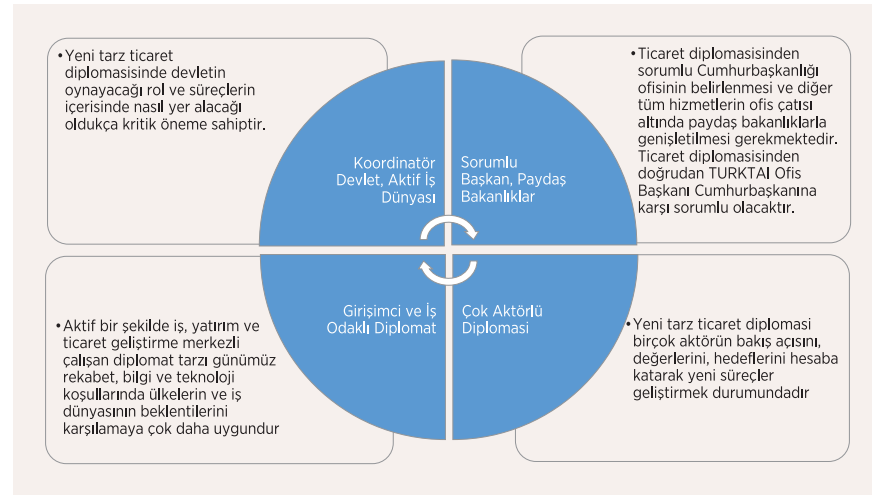 •Yeni tarz ticaret
diplomasisinde devletin
oynayacağı rol ve süreçlerin
içerisinde nasıl yer alacağı
oldukça kritik öneme sahiptir.
Koordinatör
Devlet, Aktif İş
Dünyası
Sorumlu
Başkan, Paydaş
Bakanlıklar
•Ticaret diplomasisinden
sorumlu Cumhurbaşkanlığı
ofisinin belirlenmesi ve diğer
tüm hizmetlerin ofis çatısı
altında paydaş bakanlıklarla
genişletilmesi gerekmektedir.
Ticaret diplomasisinden
doğrudan TURKTAI Ofis
Başkanı Cumhurbaşkanına
karşı sorumlu olacaktır.
•Aktif bir şekilde iş, yatırım ve
ticaret geliştirme merkezli
çalışan diplomat tarzı günümüz
rekabet, bilgi ve teknoloji
koşullarında ülkelerin ve iş
dünyasının beklentilerini
karşılamaya çok daha uygundur
Girişimci ve İş
Odaklı Diplomat
Çok Aktörlü
Diplomasi
•Yeni tarz ticaret diplomasi
birçok aktörün bakış açısını,
değerlerini, hedeflerini hesaba
katarak yeni süreçler
geliştirmek durumundadır